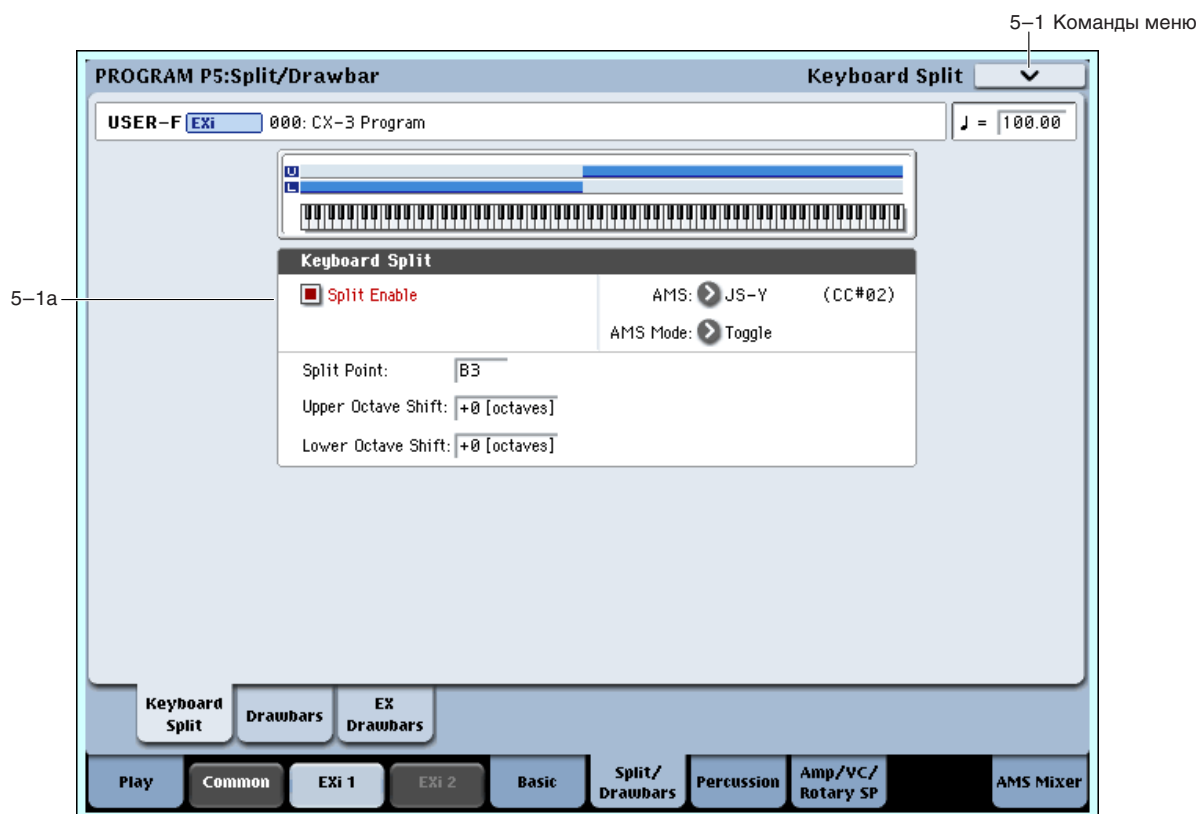 5–1 Команды меню
PROGRAM P5:Split/Drawbar Keyboard Split
USER-F EXi 000: CX-3 Program ♩ = 100.00
U
L
Keyboard Split
5–1a
Split Enable AMS: JS-Y (CC#02)
AMS Mode: Toggle
Split Point: B3
Upper Octave Shift: +0 [octaves]
Lower Octave Shift: +0 [octaves]
Keyboard Split Drawbars EX Drawbars
Play Common EXi 1 EXi 2 Basic Split/Drawbars Percussion Amp/VC/Rotary SP AMS Mixer